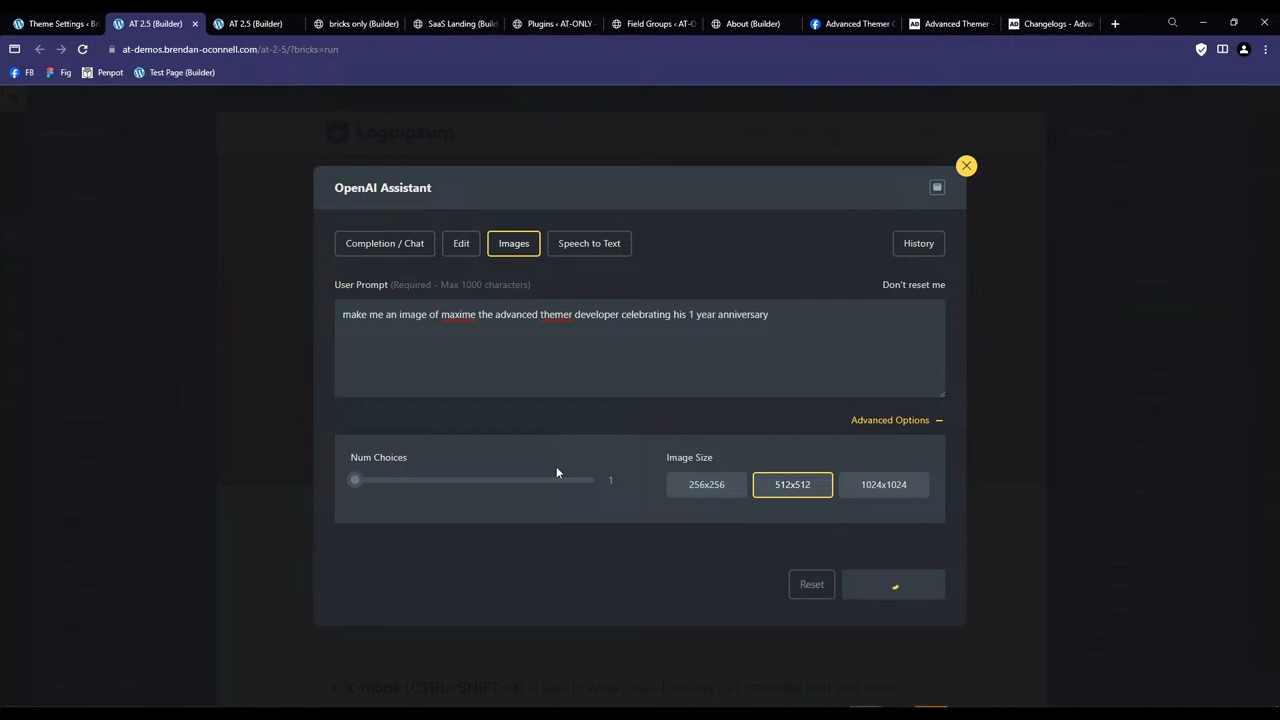 Theme Settings ‹ B
AT 2.5 (Builder)
AT 2.5 (Builder)
bricks only (Builder)
SaaS Landing (Build
Plugins ‹ AT-ONLY -
Field Groups ‹ AT-O
About (Builder)
Advanced Themer C
Advanced Themer -
Changelogs - Adva
at-demos.brendan-oconnell.com/at-2-5/?bricks=run
FB
Fig
Penpot
Test Page (Builder)
Logoipsum
OpenAI Assistant
Completion / Chat
Edit
Images
Speech to Text
History
User Prompt (Required - Max 1000 characters)
Don't reset me
make me an image of maxime the advanced themer developer celebrating his 1 year anniversary
Advanced Options
Num Choices
1
Image Size
256x256
512x512
1024x1024
Reset